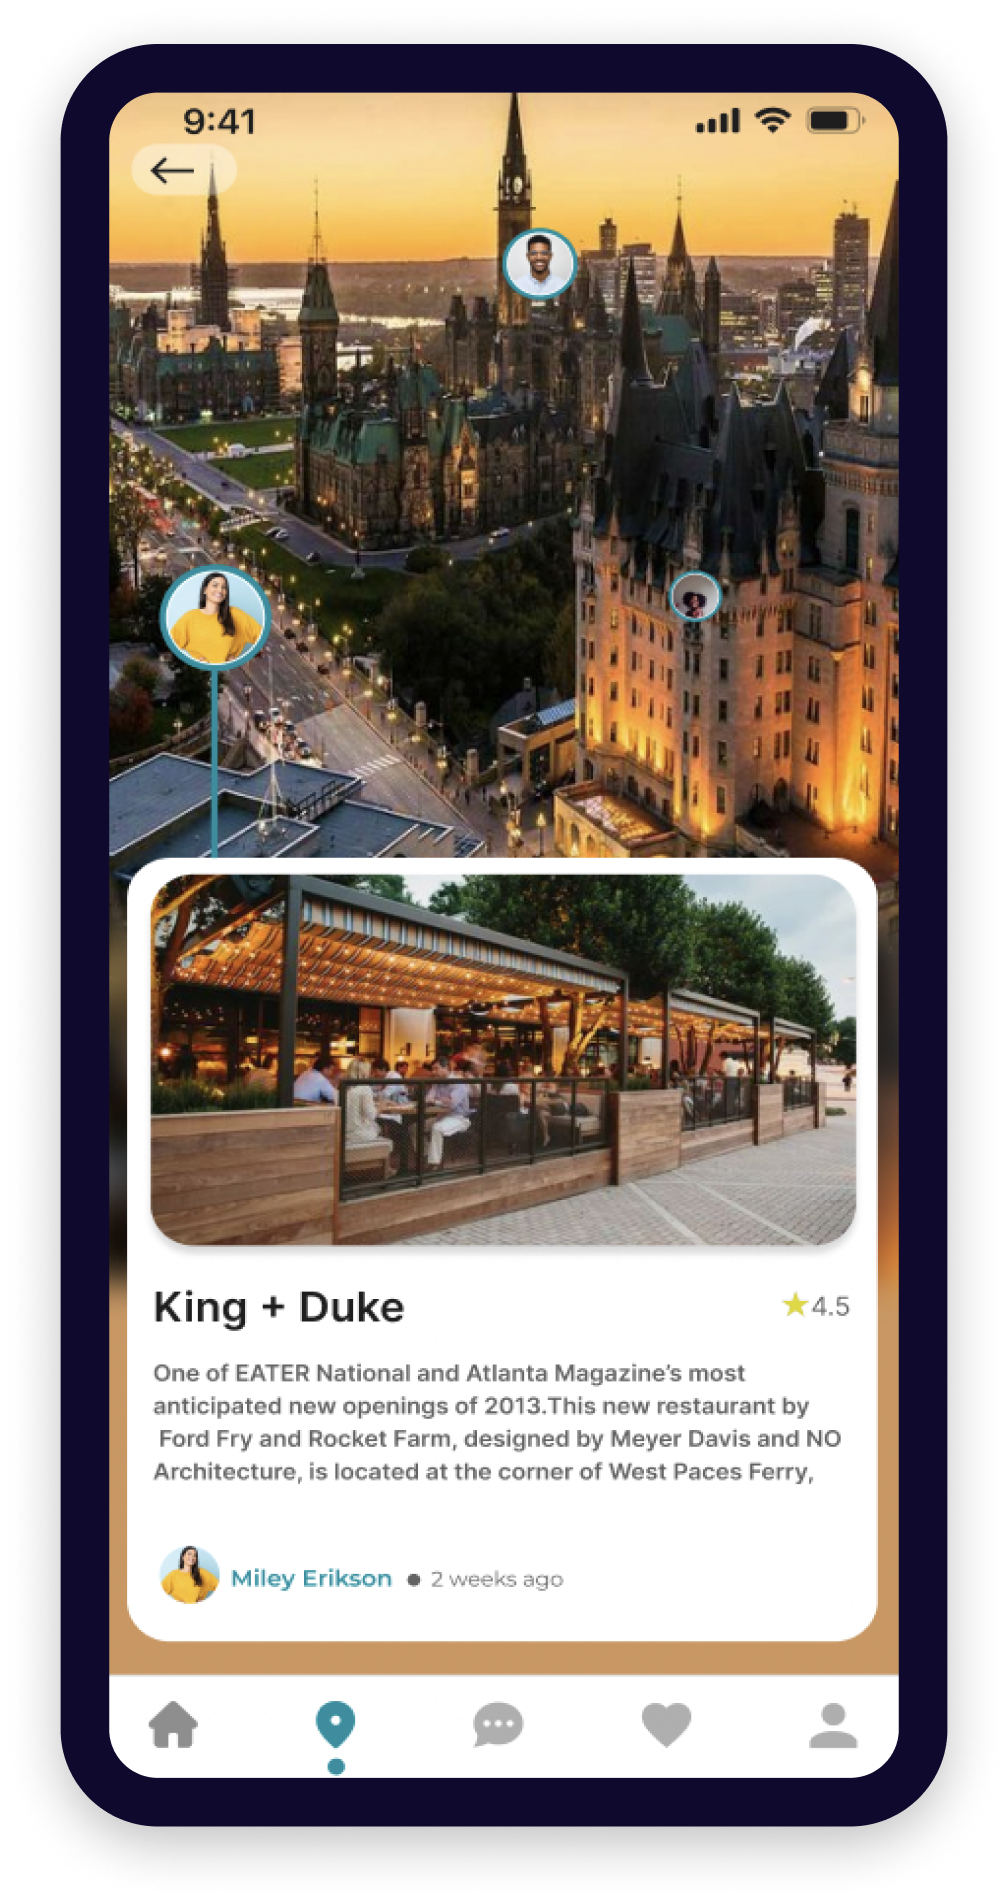 9:41
King + Duke
4.5
One of EATER National and Atlanta Magazine's most
anticipated new openings of 2013.This new restaurant by
Ford Fry and Rocket Farm, designed by Meyer Davis and NO
Architecture, is located at the corner of West Paces Ferry,
Miley Erikson ● 2 weeks ago